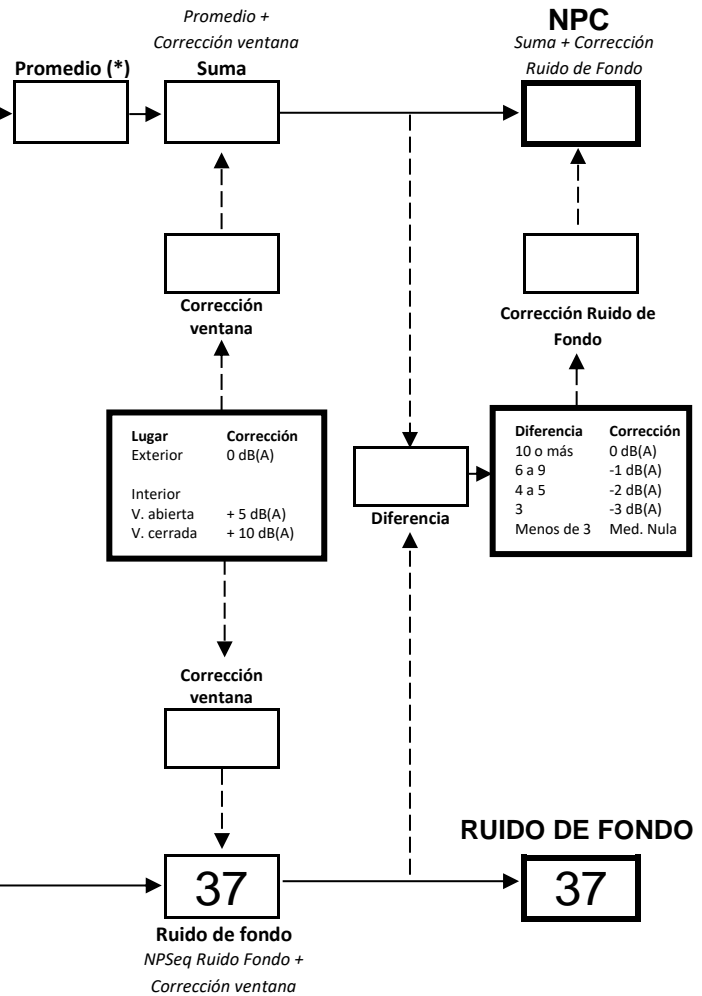 Promedio +
Corrección ventana
Promedio (*)
Suma
NPC
Suma + Corrección
Ruido de Fondo
Corrección
ventana
Corrección Ruido de
Fondo
Lugar Corrección
Exterior 0 dB(A)
Interior
V. abierta + 5 dB(A)
V. cerrada + 10 dB(A)
Diferencia
Diferencia Corrección
10 o más 0 dB(A)
6 a 9 -1 dB(A)
4 a 5 -2 dB(A)
3 -3 dB(A)
Menos de 3 Med. Nula
Corrección
ventana
RUIDO DE FONDO
37
37
Ruido de fondo
NPSeq Ruido Fondo +
Corrección ventana